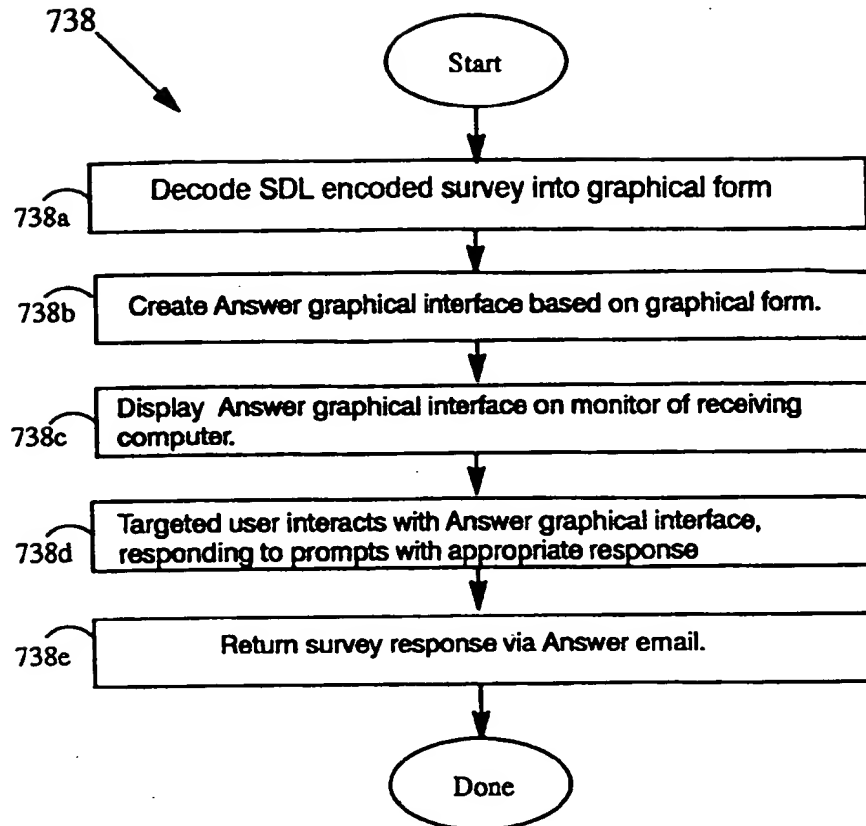 738
Start
Decode SDL encoded survey into graphical form
738a
Create Answer graphical interface based on graphical form.
738b
Display Answer graphical interface on monitor of receiving
computer.
738c
Targeted user interacts with Answer graphical interface,
responding to prompts with appropriate response
738d
Return survey response via Answer email.
738e
Done